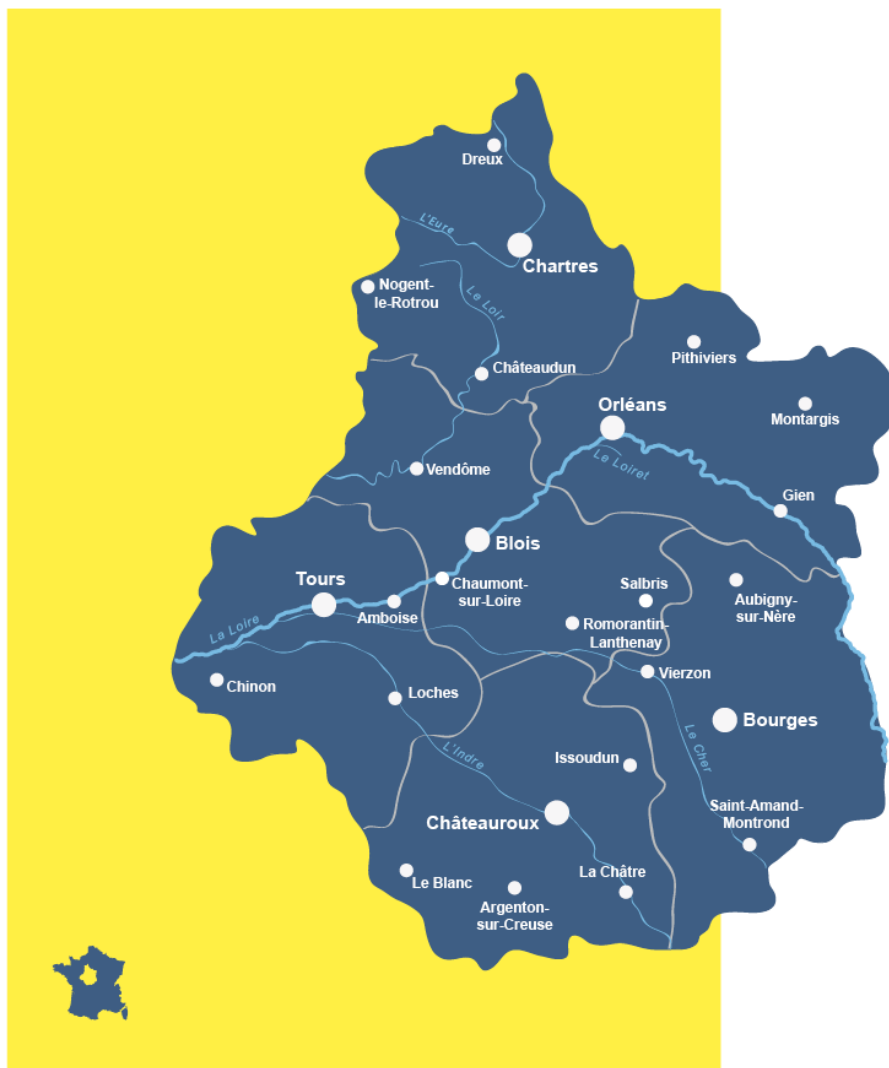 Dreux
L'Eure
Chartres
Nogent-
le-Rotrou
Le Loir
Pithiviers
Châteaudun
Orléans
Montargis
Le Loiret
Vendôme
Gien
Blois
Tours
Chaumont-
sur-Loire
Salbris
Aubigny-
sur-Nère
Amboise
La Loire
Romorantin-
Lanthenay
Vierzon
Chinon
Loches
Bourges
L'Indre
Le Cher
Issoudun
Saint-Amand-
Montrond
Châteauroux
La Châtre
Le Blanc
Argenton-
sur-Creuse